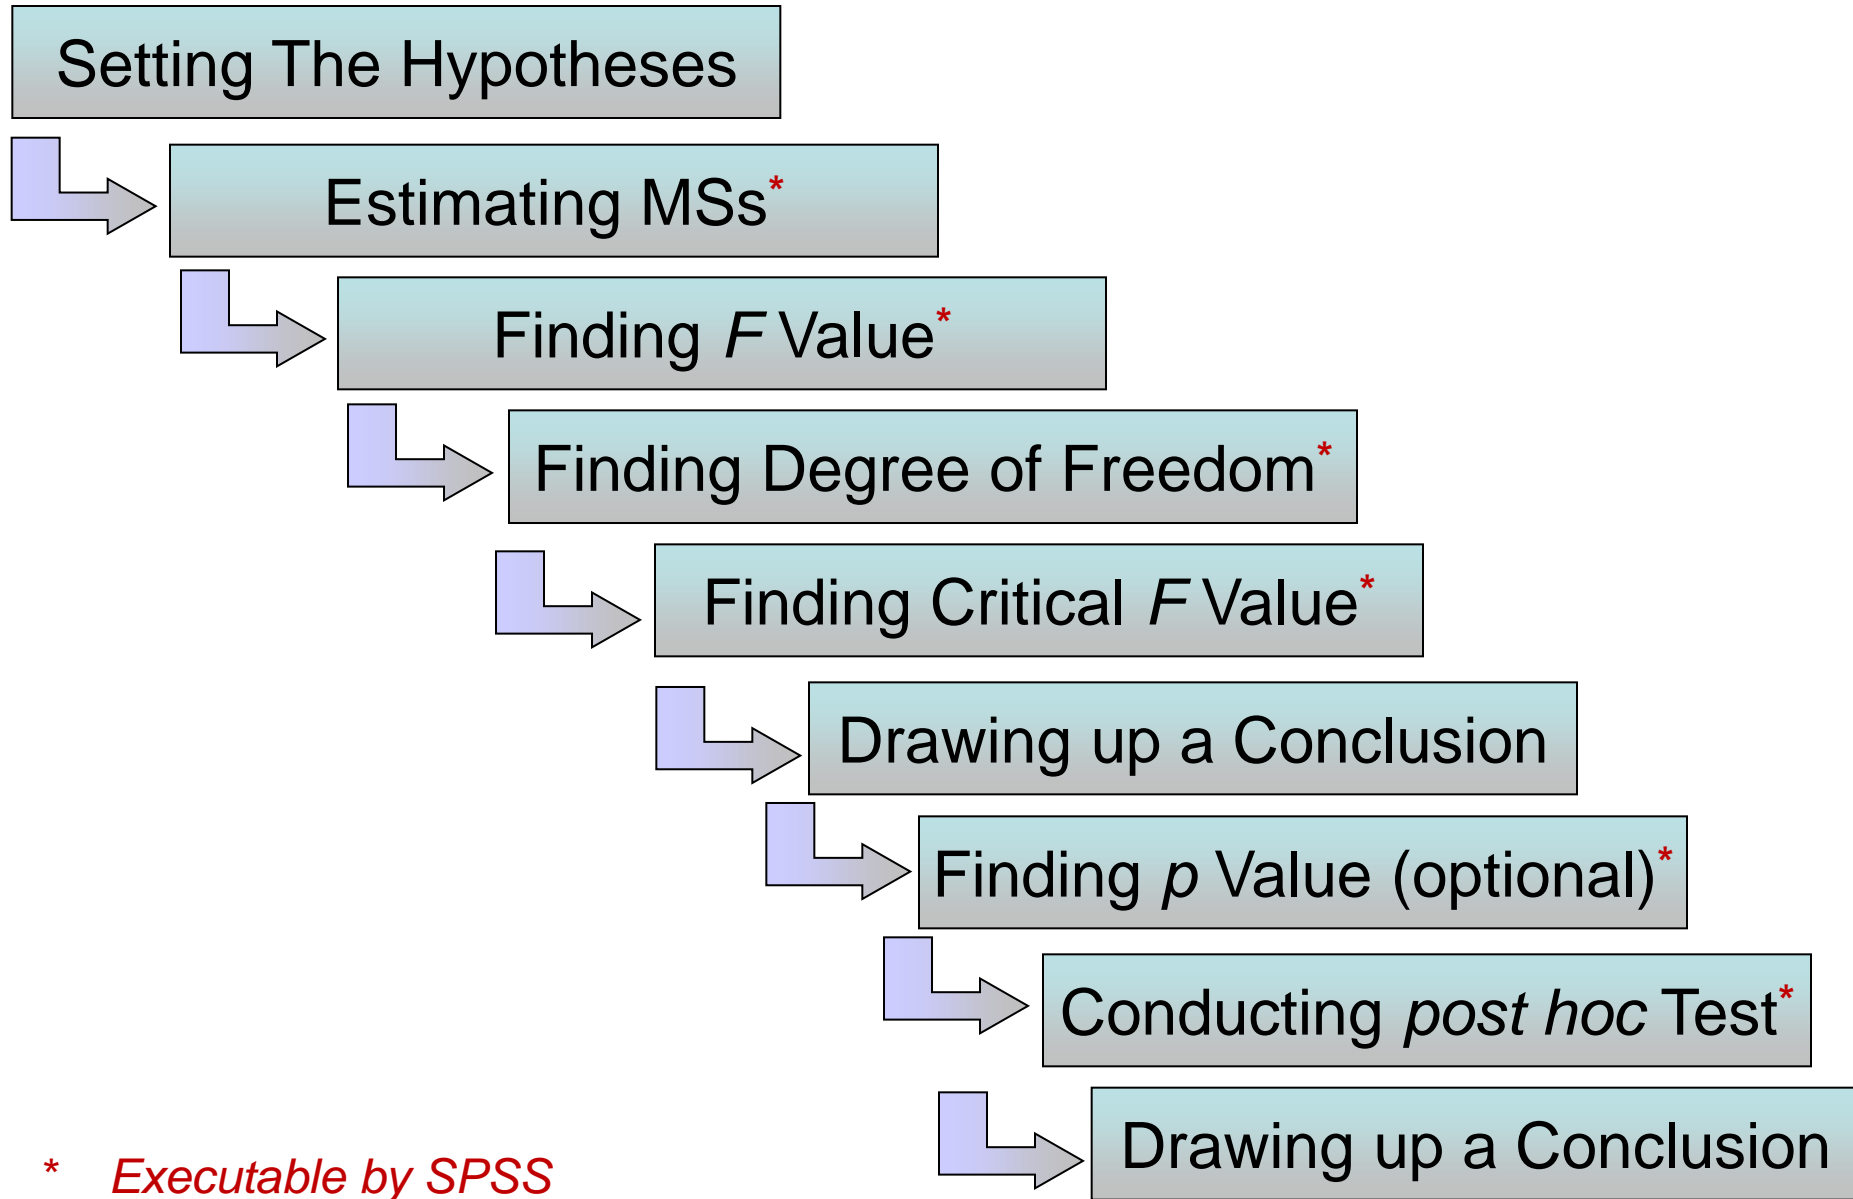 Setting The Hypotheses
Estimating MSs*
Finding F Value*
Finding Degree of Freedom*
Finding Critical F Value*
Drawing up a Conclusion
Finding p Value (optional)*
Conducting post hoc Test*
Drawing up a Conclusion
* Executable by SPSS